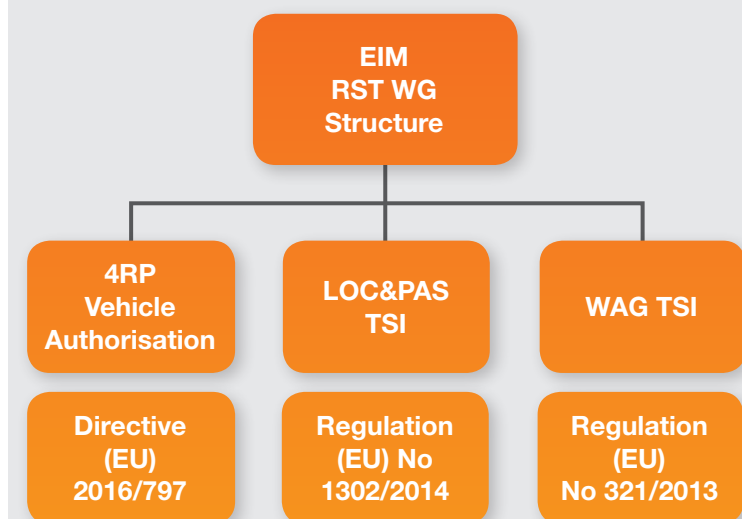 EIM
RST WG
Structure
4RP
Vehicle
Authorisation
LOC&PAS
TSI
WAG TSI
Directive
(EU)
2016/797
Regulation
(EU) No
1302/2014
Regulation
(EU)
No 321/2013